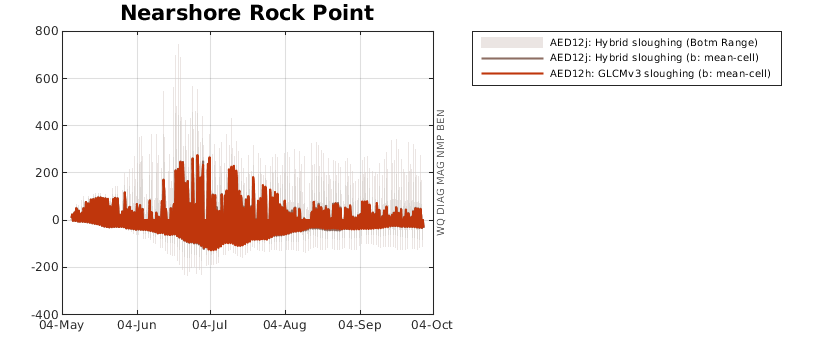 Nearshore Rock Point
800
600
400
200
0
-200
-400
04-May
04-Jun
04-Jul
04-Aug
04-Sep
04-Oct
WQ DIAG MAG NMP BEN
AED12j: Hybrid sloughing (Botm Range)
AED12j: Hybrid sloughing (b: mean-cell)
AED12h: GLCMv3 sloughing (b: mean-cell)